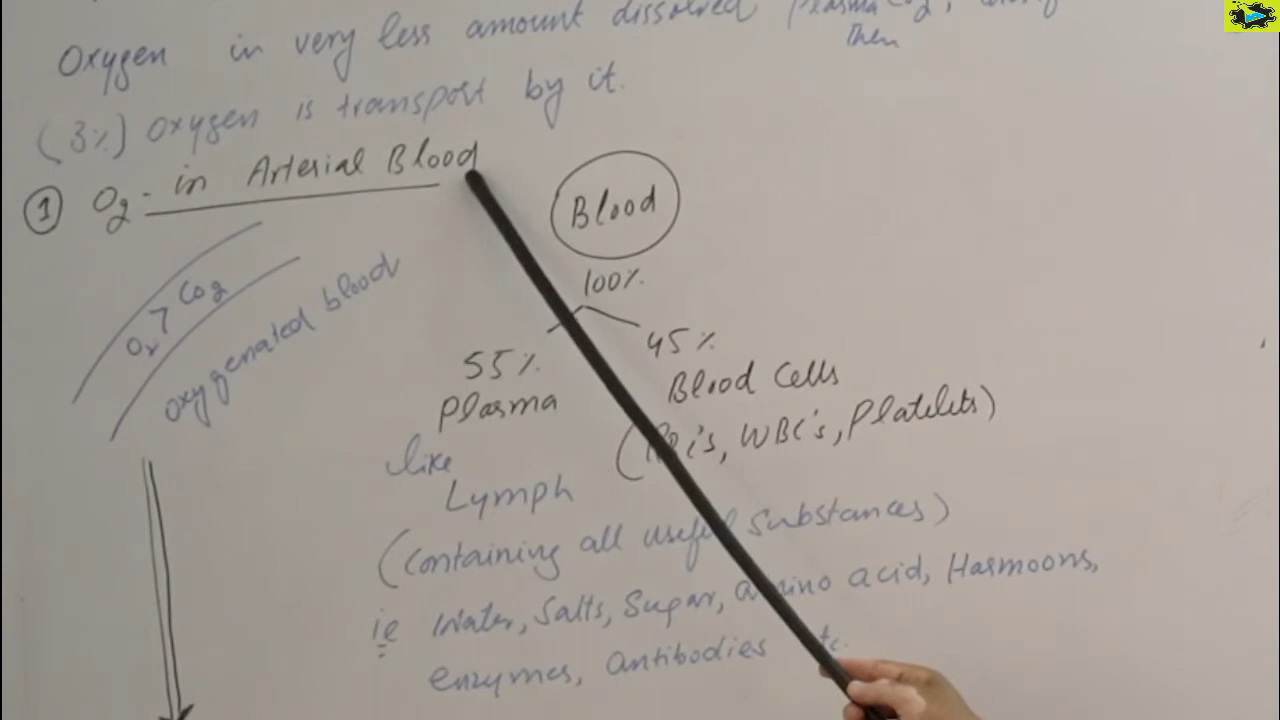 Oxygen in very less amount dissolved plasma
Then
(3%) oxygen is transport by it.
① O2 - in Arterial Blood
Blood
100%
O2 > CO2
oxygenated blood
55%
Plasma
45%
Blood Cells
like
Lymph
WBC's, Platelets)
(Containing all useful substances)
ie Water, Salts, Sugar, amino acid, Harmoons,
enzymes, antibodies etc.